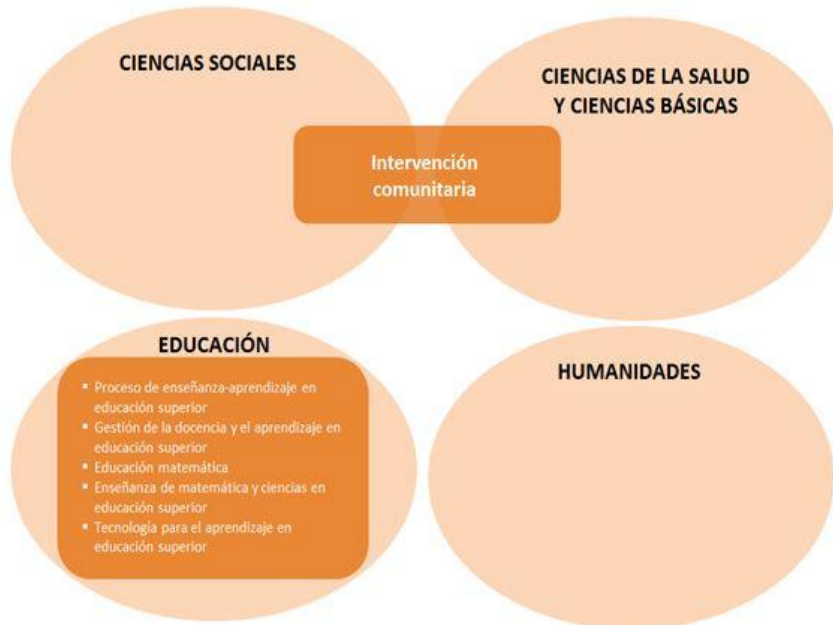 CIENCIAS SOCIALES
CIENCIAS DE LA SALUD
Y CIENCIAS BÁSICAS
Intervención
comunitaria
EDUCACIÓN
▪ Proceso de enseñanza-aprendizaje en
educación superior
▪ Gestión de la docencia y el aprendizaje en
educación superior
▪ Educación matemática
▪ Enseñanza de matemática y ciencias en
educación superior
▪ Tecnología para el aprendizaje en
educación superior
HUMANIDADES